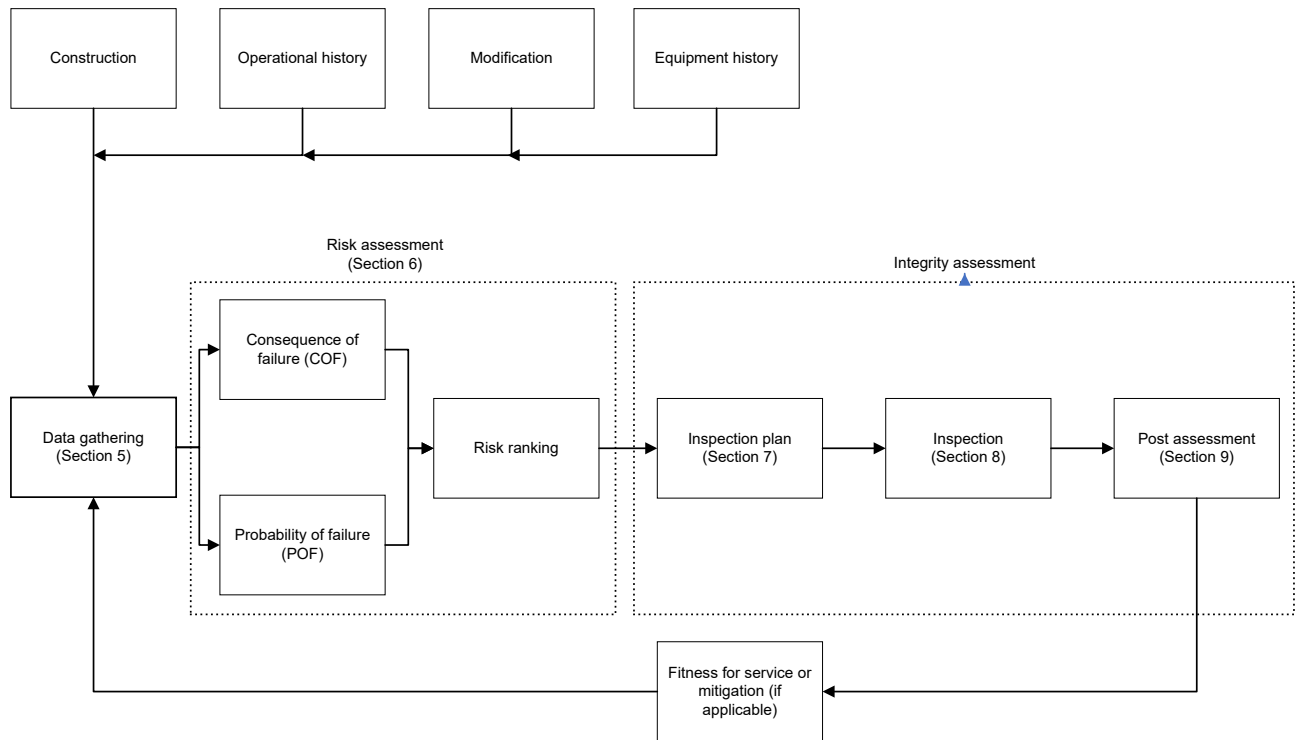 Construction
Operational history
Modification
Equipment history
Risk assessment
(Section 6)
Integrity assessment
Consequence of
failure (COF)
Data gathering
(Section 5)
Risk ranking
Inspection plan
(Section 7)
Inspection
(Section 8)
Post assessment
(Section 9)
Probability of failure
(POF)
Fitness for service or
mitigation (if
applicable)